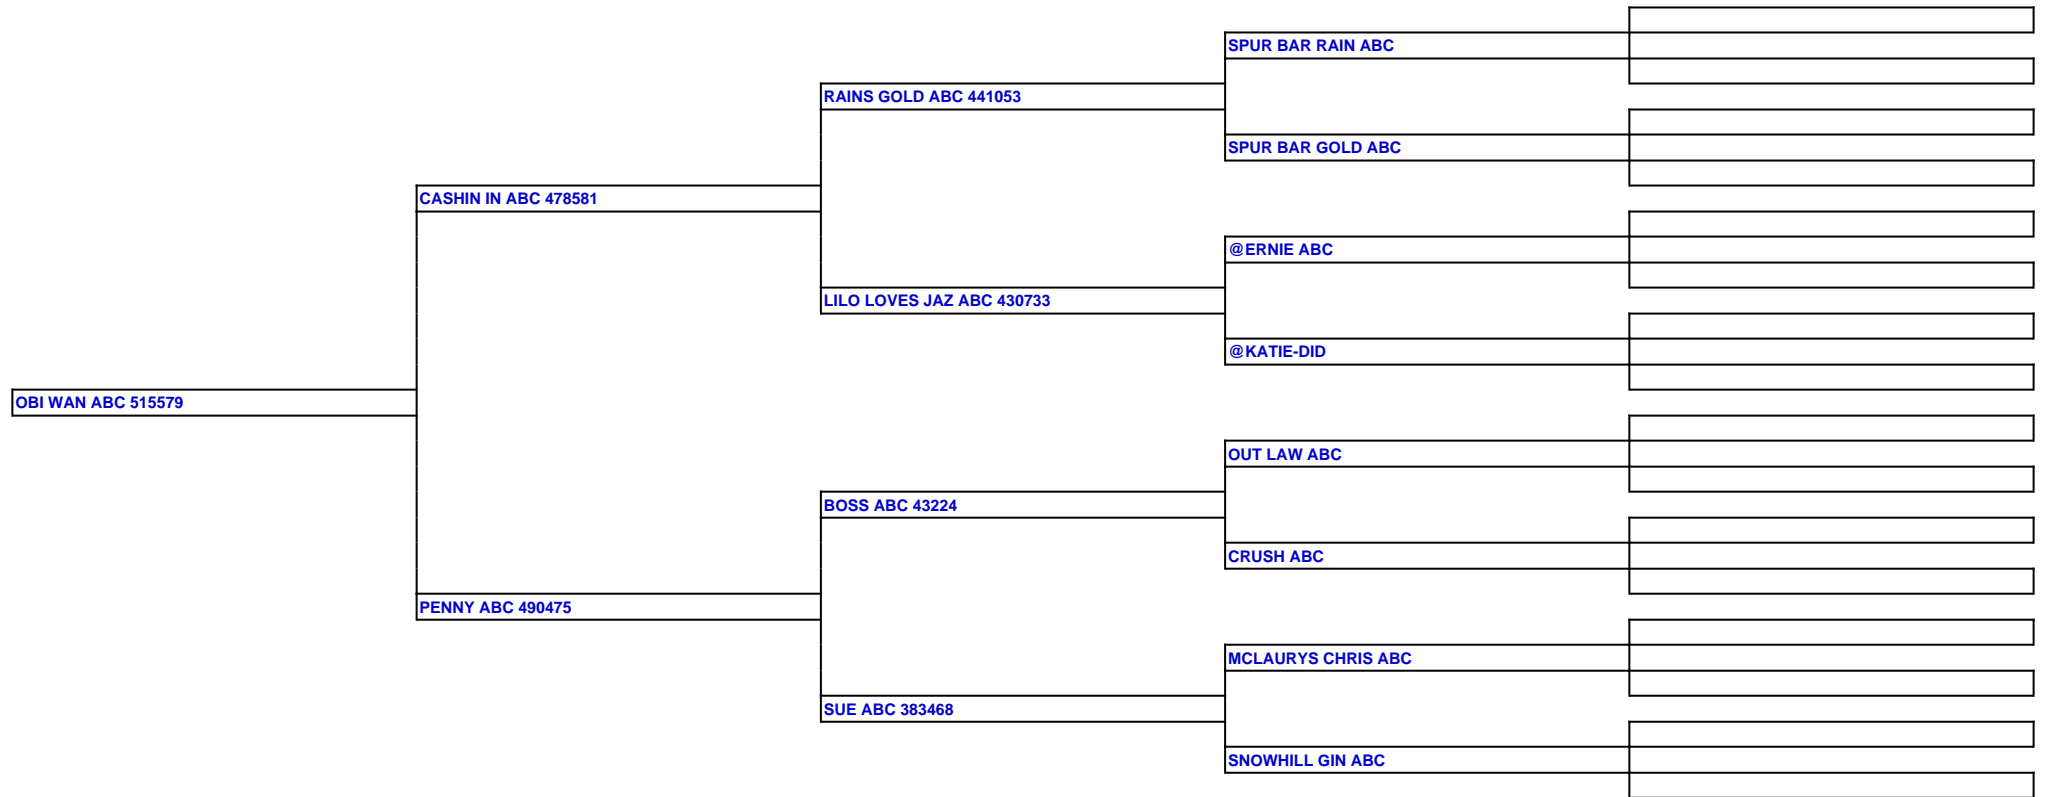 SPUR BAR RAIN ABC
RAINS GOLD ABC 441053
SPUR BAR GOLD ABC
CASHIN IN ABC 478581
@ERNIE ABC
LILO LOVES JAZ ABC 430733
@KATIE-DID
OBI WAN ABC 515579
OUT LAW ABC
BOSS ABC 43224
CRUSH ABC
PENNY ABC 490475
MCLAURYS CHRIS ABC
SUE ABC 383468
SNOWHILL GIN ABC